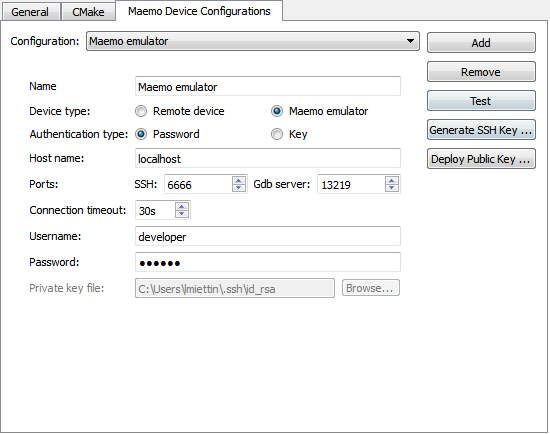 General CMake Maemo Device Configurations
Configuration: Maemo emulator Add
Remove
Name Maemo emulator
Test
Device type: Remote device Maemo emulator
Authentication type: Password Key Generate SSH Key ...
Host name: localhost Deploy Public Key ...
Ports: SSH: 6666 Gdb server: 13219
Connection timeout: 30s
Username: developer
Password: ●●●●●●
Private key file: C:\Users\lmiettin\.ssh\id_rsa Browse...